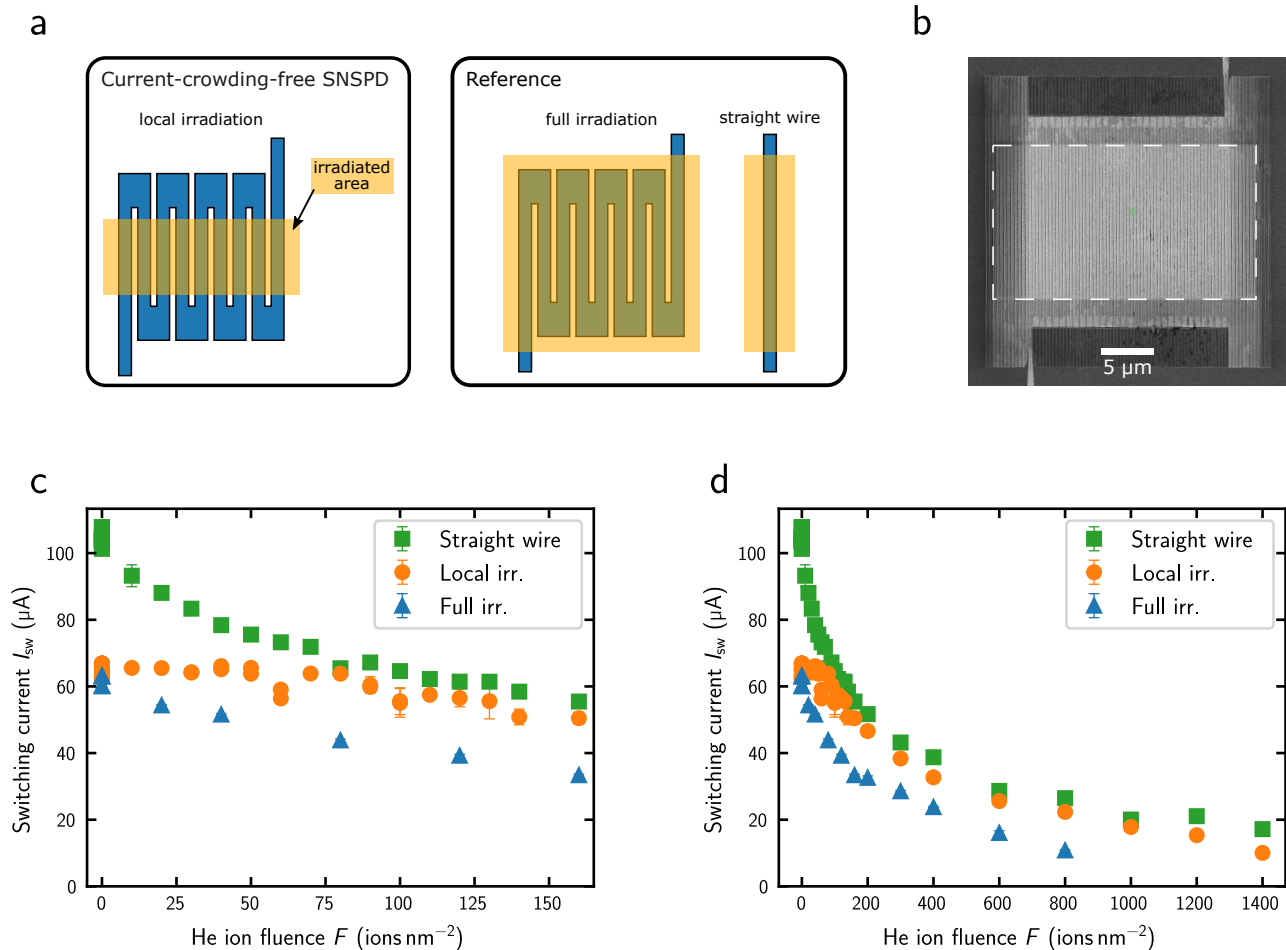 a
Current-crowding-free SNSPD
local irradiation
irradiated
area
Reference
full irradiation
straight wire
b
5 µm
c
Switching current Isw (µA)
100
80
60
40
20
0
Straight wire
Local irr.
Full irr.
0 25 50 75 100 125 150
He ion fluence F (ions nm⁻²)
d
Switching current Isw (µA)
100
80
60
40
20
0
Straight wire
Local irr.
Full irr.
0 200 400 600 800 1000 1200 1400
He ion fluence F (ions nm⁻²)